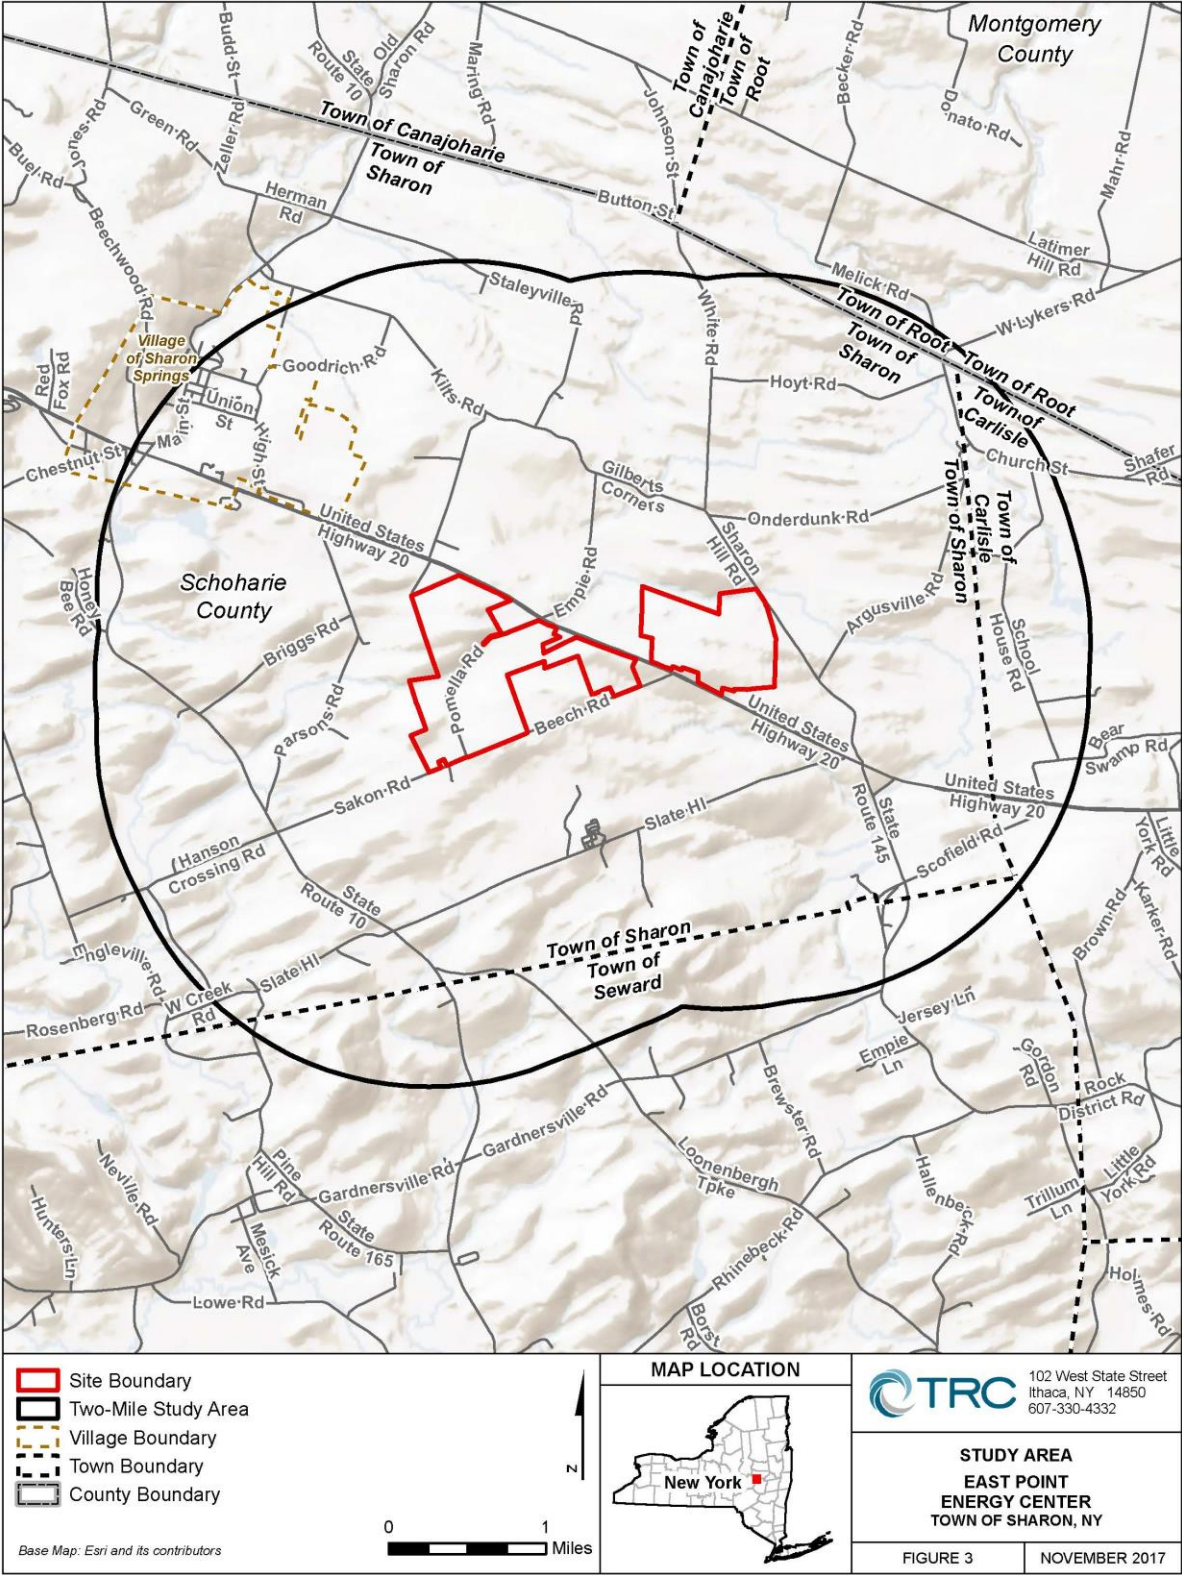 Montgomery
County
Budd St
State
Route 10
Old
Sharon Rd
Maring Rd
Town of
Canajoharie
Town of
Root
Becker Rd
Donato Rd
Johnson St
Mahr Rd
Jones Rd
Green Rd
Zeller Rd
Buel Rd
Town of Canajoharie
Town of
Sharon
Herman
Rd
Button St
Beechwood Rd
Latimer
Hill Rd
Melick Rd
Staleyville Rd
White Rd
W Lykers Rd
Town of Root
Town of
Sharon
Village
of Sharon
Springs
Red
Fox Rd
Goodrich Rd
Kilts Rd
Hoyt Rd
Town of Root
Town of
Carlisle
Union
St
Main St
High St
Chestnut St
Church St
Shafer
Rd
Gilberts
Corners
Onderdunk Rd
United States
Highway 20
Sharon
Hill Rd
Town of
Carlisle
Town of Sharon
Schoharie
County
Honey
Bee Rd
Empie Rd
Argusville Rd
Briggs Rd
School
House Rd
Pomella Rd
Parsons Rd
Beech Rd
United States
Highway 20
Bear
Swamp Rd
Sakon Rd
Slate Hl
United States
Highway 20
State
Route 145
Scofield Rd
Little
York Rd
Hanson
Crossing Rd
State
Route 10
Karker Rd
Brown Rd
Town of Sharon
Town of
Seward
Engleville Rd
Slate Hl
W Creek
Rd
Rosenberg Rd
Jersey Ln
Empie
Ln
Gordon
Rd
Rock
District Rd
Brewster Rd
Gardnersville Rd
Loonenbergh
Tpke
Hallenbeck Rd
Little
York Rd
Trillum
Ln
Neville Rd
Pine
Hill Rd
Gardnersville Rd
Hunters Ln
State
Route 165
Mesick
Ave
Rhinebeck Rd
Holmes Rd
Lowe Rd
Borst
Rd
Site Boundary
Two-Mile Study Area
Village Boundary
Town Boundary
County Boundary
Base Map: Esri and its contributors
N
0 1
Miles
MAP LOCATION
New York
TRC
102 West State Street
Ithaca, NY 14850
607-330-4332
STUDY AREA
EAST POINT
ENERGY CENTER
TOWN OF SHARON, NY
FIGURE 3
NOVEMBER 2017